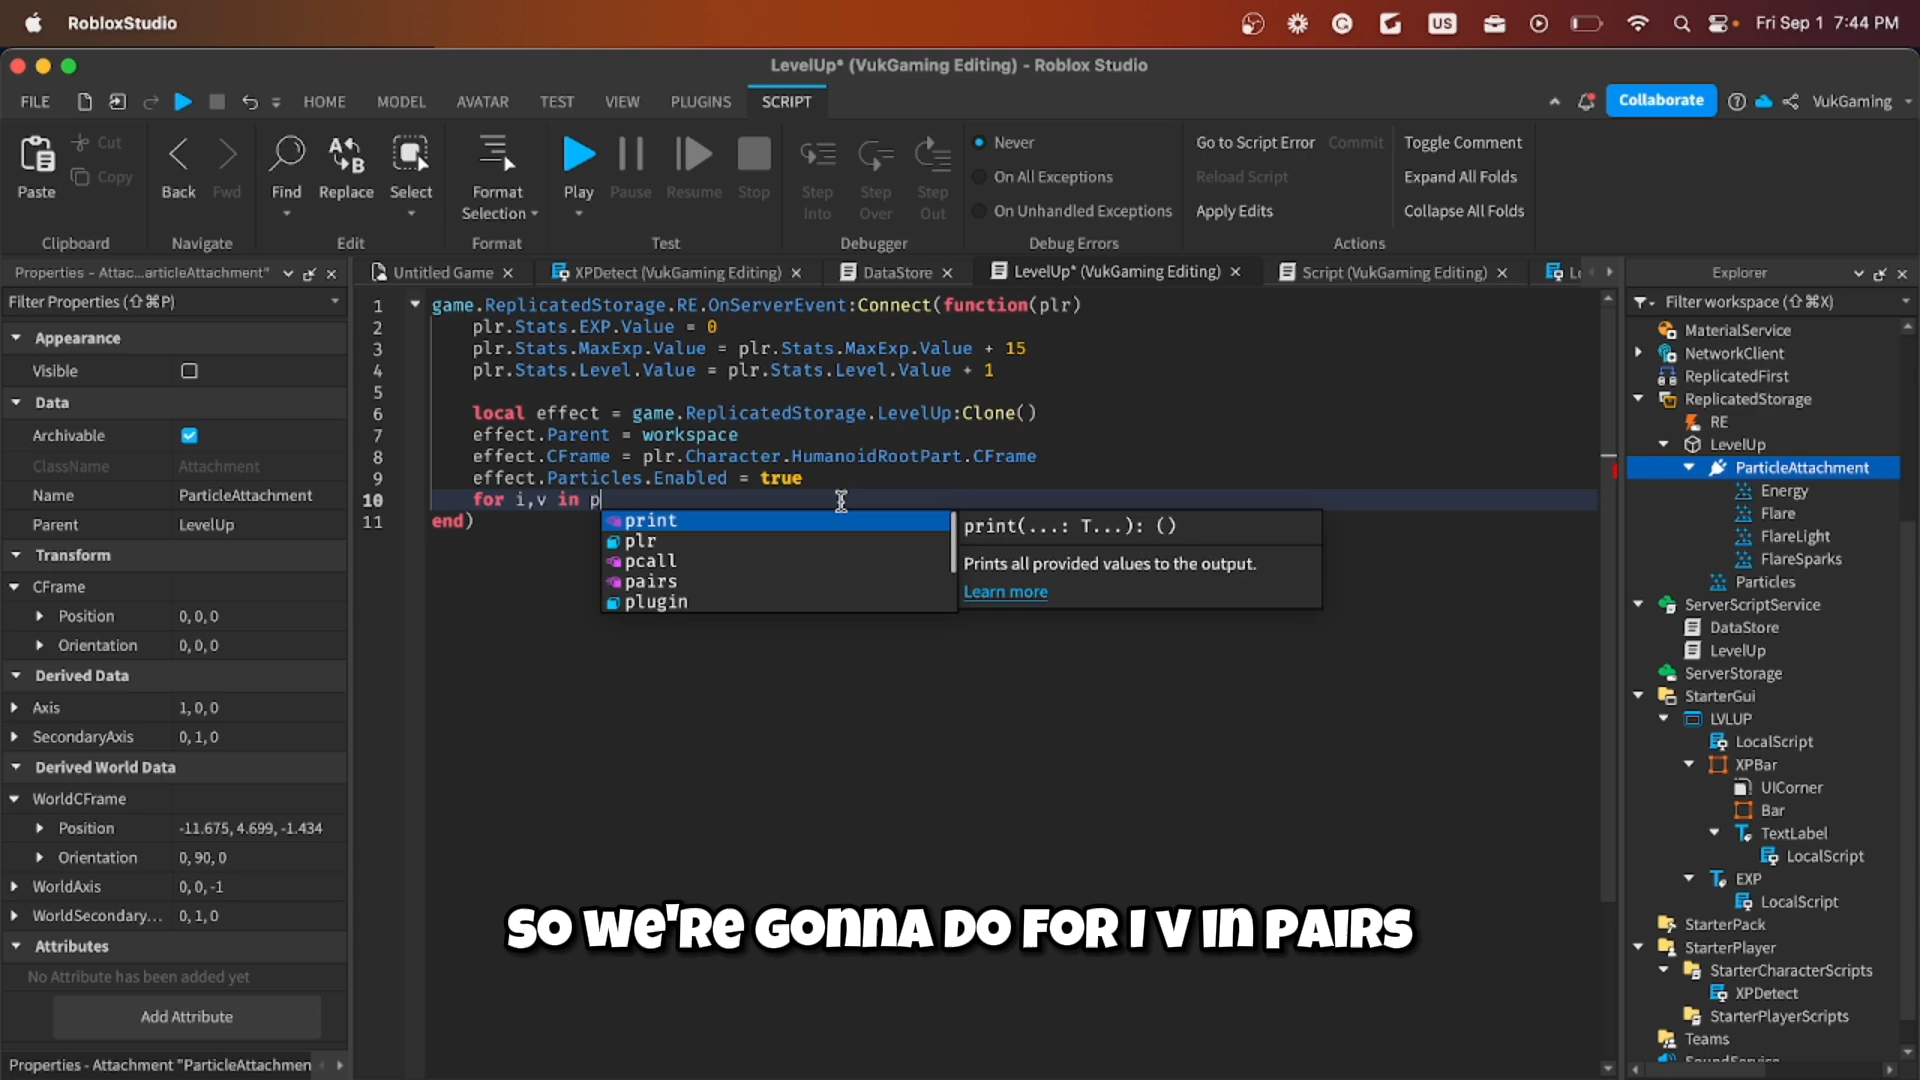 RobloxStudio
US
Fri Sep 1 7:44 PM
LevelUp* (VukGaming Editing) - Roblox Studio
FILE
HOME
MODEL
AVATAR
TEST
VIEW
PLUGINS
SCRIPT
Collaborate
VukGaming
Paste
Cut
Copy
Back
Fwd
Find
Replace
Select
Format
Selection
Play
Pause
Resume
Stop
Step
Into
Step
Over
Step
Out
Never
On All Exceptions
On Unhandled Exceptions
Go to Script Error
Commit
Reload Script
Apply Edits
Toggle Comment
Expand All Folds
Collapse All Folds
Clipboard
Navigate
Edit
Format
Test
Debugger
Debug Errors
Actions
Properties - Attac...articleAttachment"
Untitled Game
XPDetect (VukGaming Editing)
DataStore
LevelUp* (VukGaming Editing)
Script (VukGaming Editing)
Explorer
Filter Properties (⇧⌘P)
Appearance
Visible
Data
Archivable
ClassName Attachment
Name ParticleAttachment
Parent LevelUp
Transform
CFrame
Position 0, 0, 0
Orientation 0, 0, 0
Derived Data
Axis 1, 0, 0
SecondaryAxis 0, 1, 0
Derived World Data
WorldCFrame
Position -11.675, 4.699, -1.434
Orientation 0, 90, 0
WorldAxis 0, 0, -1
WorldSecondary... 0, 1, 0
Attributes
No Attribute has been added yet
Add Attribute
Properties - Attachment "ParticleAttachmen
1 game.ReplicatedStorage.RE.OnServerEvent:Connect(function(plr)
2 plr.Stats.EXP.Value = 0
3 plr.Stats.MaxExp.Value = plr.Stats.MaxExp.Value + 15
4 plr.Stats.Level.Value = plr.Stats.Level.Value + 1
5
6 local effect = game.ReplicatedStorage.LevelUp:Clone()
7 effect.Parent = workspace
8 effect.CFrame = plr.Character.HumanoidRootPart.CFrame
9 effect.Particles.Enabled = true
10 for i,v in p
11 end)
print
plr
pcall
pairs
plugin
print(...: T...): ()
Prints all provided values to the output.
Learn more
SO WE'RE GONNA DO FOR I V IN PAIRS
Filter workspace (⇧⌘X)
MaterialService
NetworkClient
ReplicatedFirst
ReplicatedStorage
RE
LevelUp
ParticleAttachment
Energy
Flare
FlareLight
FlareSparks
Particles
ServerScriptService
DataStore
LevelUp
ServerStorage
StarterGui
LVLUP
LocalScript
XPBar
UICorner
Bar
TextLabel
LocalScript
EXP
LocalScript
StarterPack
StarterPlayer
StarterCharacterScripts
XPDetect
StarterPlayerScripts
Teams